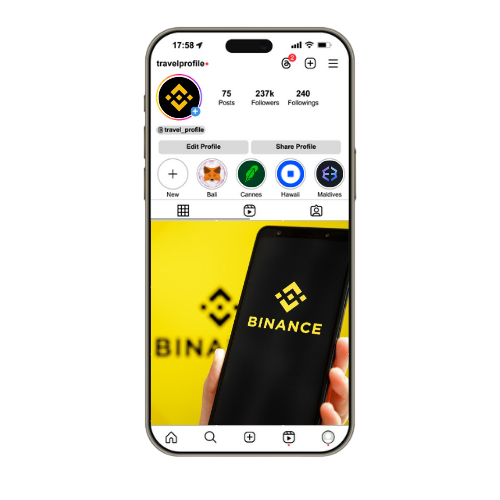 17:58
travelprofile
2
75
237k
240
Posts
Followers
Followings
@travel_profile
Edit Profile
Share Profile
New
Bali
Cannes
Hawaii
Maldives
BINANCE
BINA